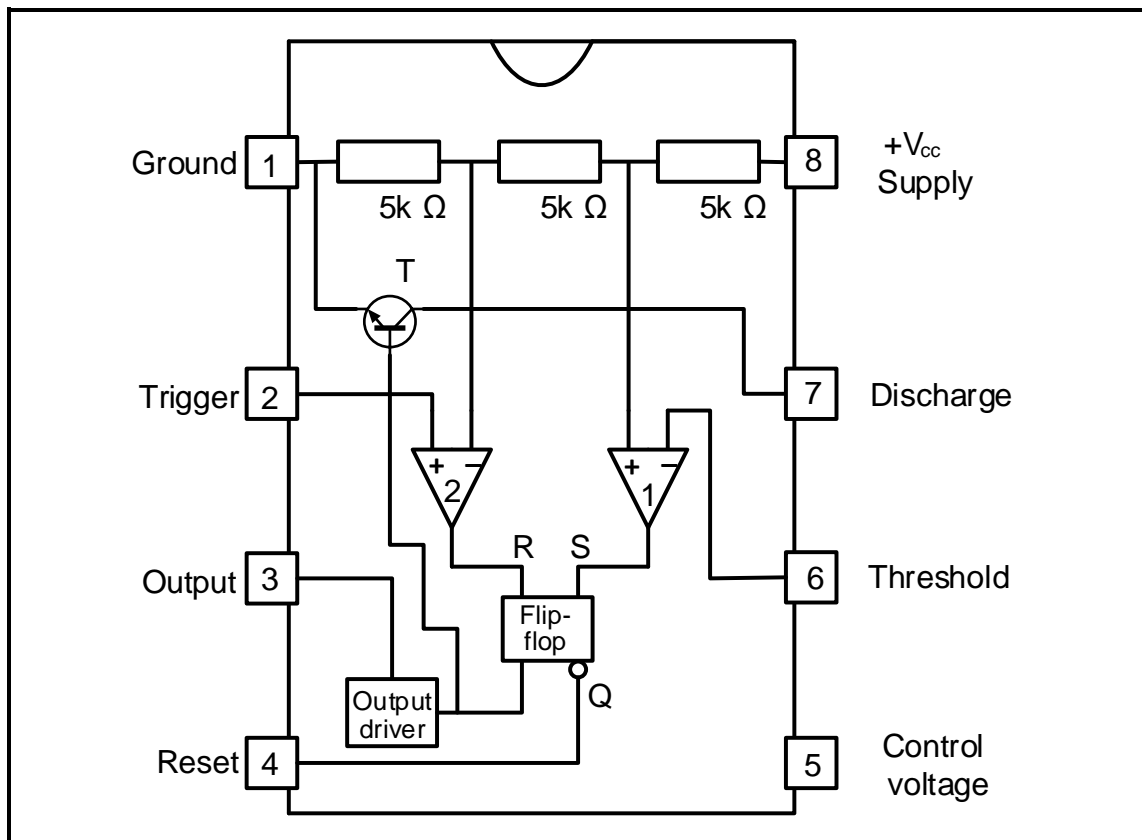 Ground
1
5k Ω
5k Ω
5k Ω
8
+Vcc
Supply
T
Trigger
2
+ −
2
+ −
1
7
Discharge
R
S
Output
3
Flip-
flop
6
Threshold
Q
Output
driver
Reset
4
5
Control
voltage